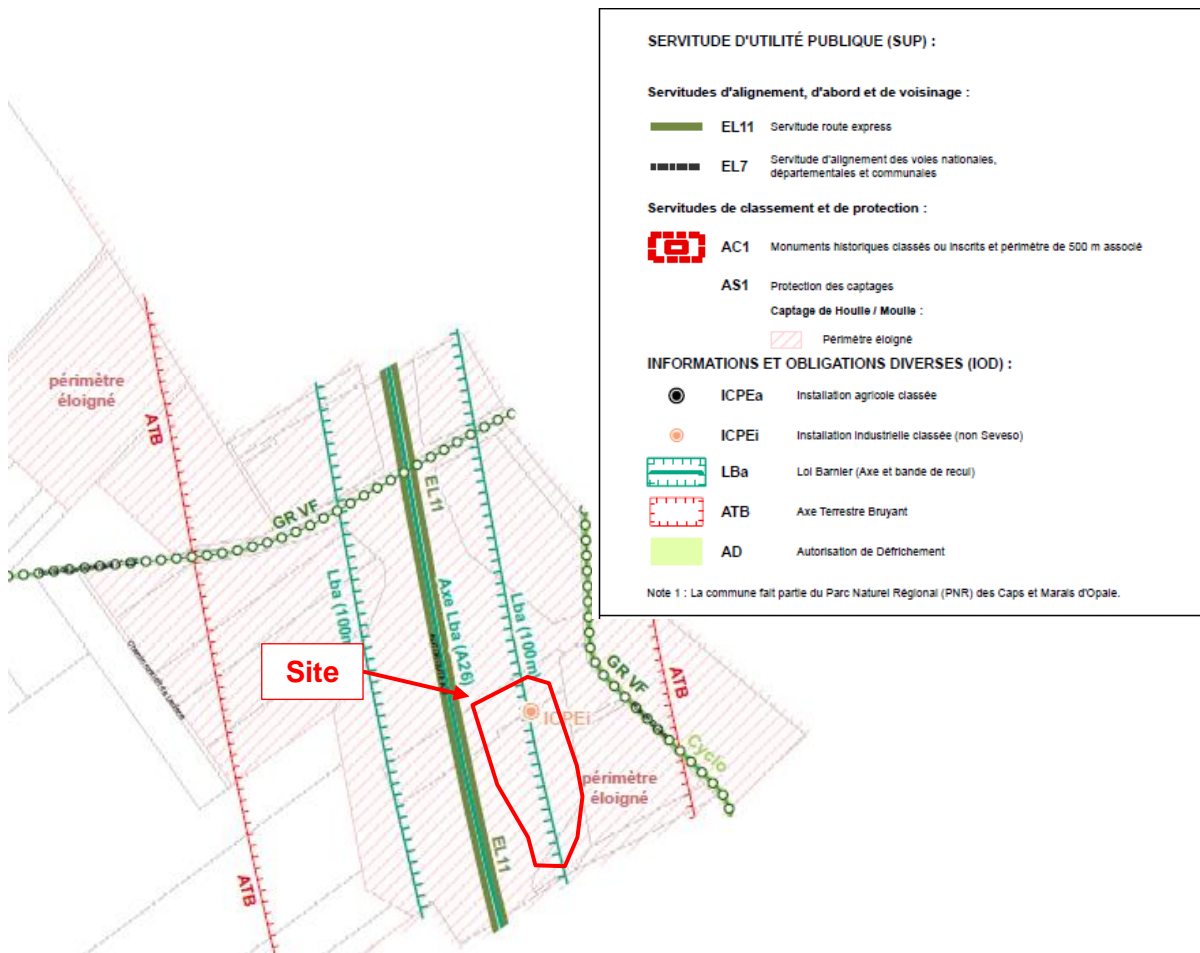 SERVITUDE D'UTILITÉ PUBLIQUE (SUP) :
Servitudes d'alignement, d'abord et de voisinage :
EL11 Servitude route express
EL7 Servitude d'alignement des voies nationales,
départementales et communales
Servitudes de classement et de protection :
AC1 Monuments historiques classés ou inscrits et périmètre de 500 m associé
AS1 Protection des captages
Captage de Houlle / Moulle :
Périmètre éloigné
INFORMATIONS ET OBLIGATIONS DIVERSES (IOD) :
ICPEa Installation agricole classée
ICPEi Installation industrielle classée (non Seveso)
LBa Loi Barnier (Axe et bande de recul)
ATB Axe Terrestre Bruyant
AD Autorisation de Défrichement
Note 1 : La commune fait partie du Parc Naturel Régional (PNR) des Caps et Marais d'Opale.
périmètre
éloigné
ATB
GR VF
EL11
Lba (100m
Axe Lba (A26)
Lba (100m)
Site
ICPEi
GR VF
ATB
Cyclo
périmètre
éloigné
EL11
ATB